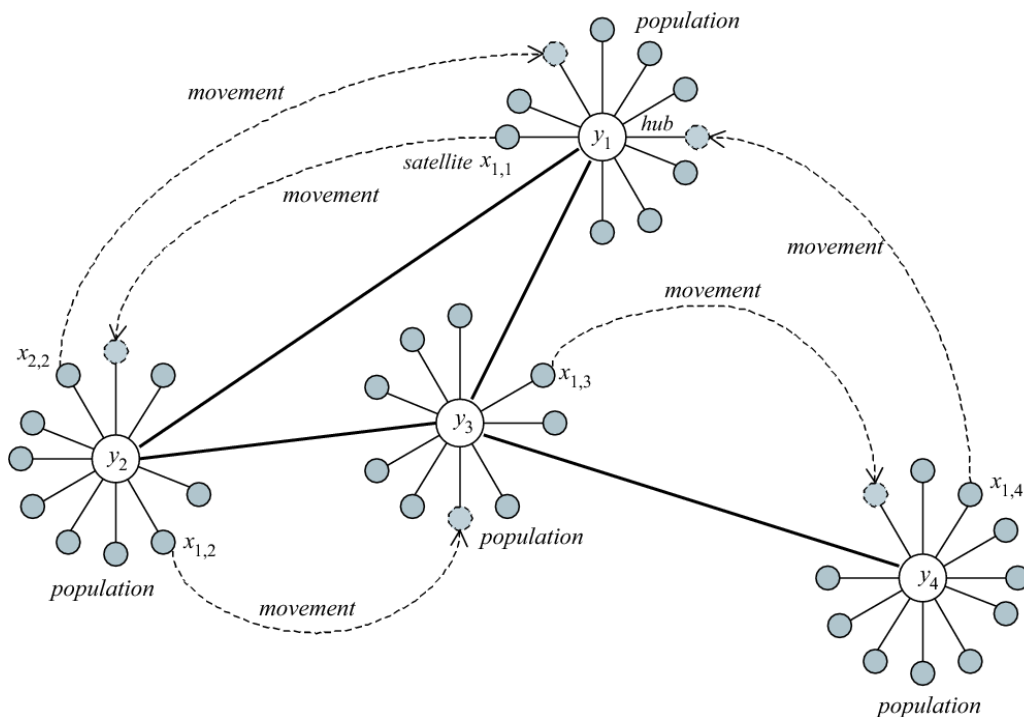 population
movement
hub
y1
satellite x1,1
movement
movement
movement
x2,2
x1,3
y3
y2
x1,4
x1,2
population
y4
population
movement
population